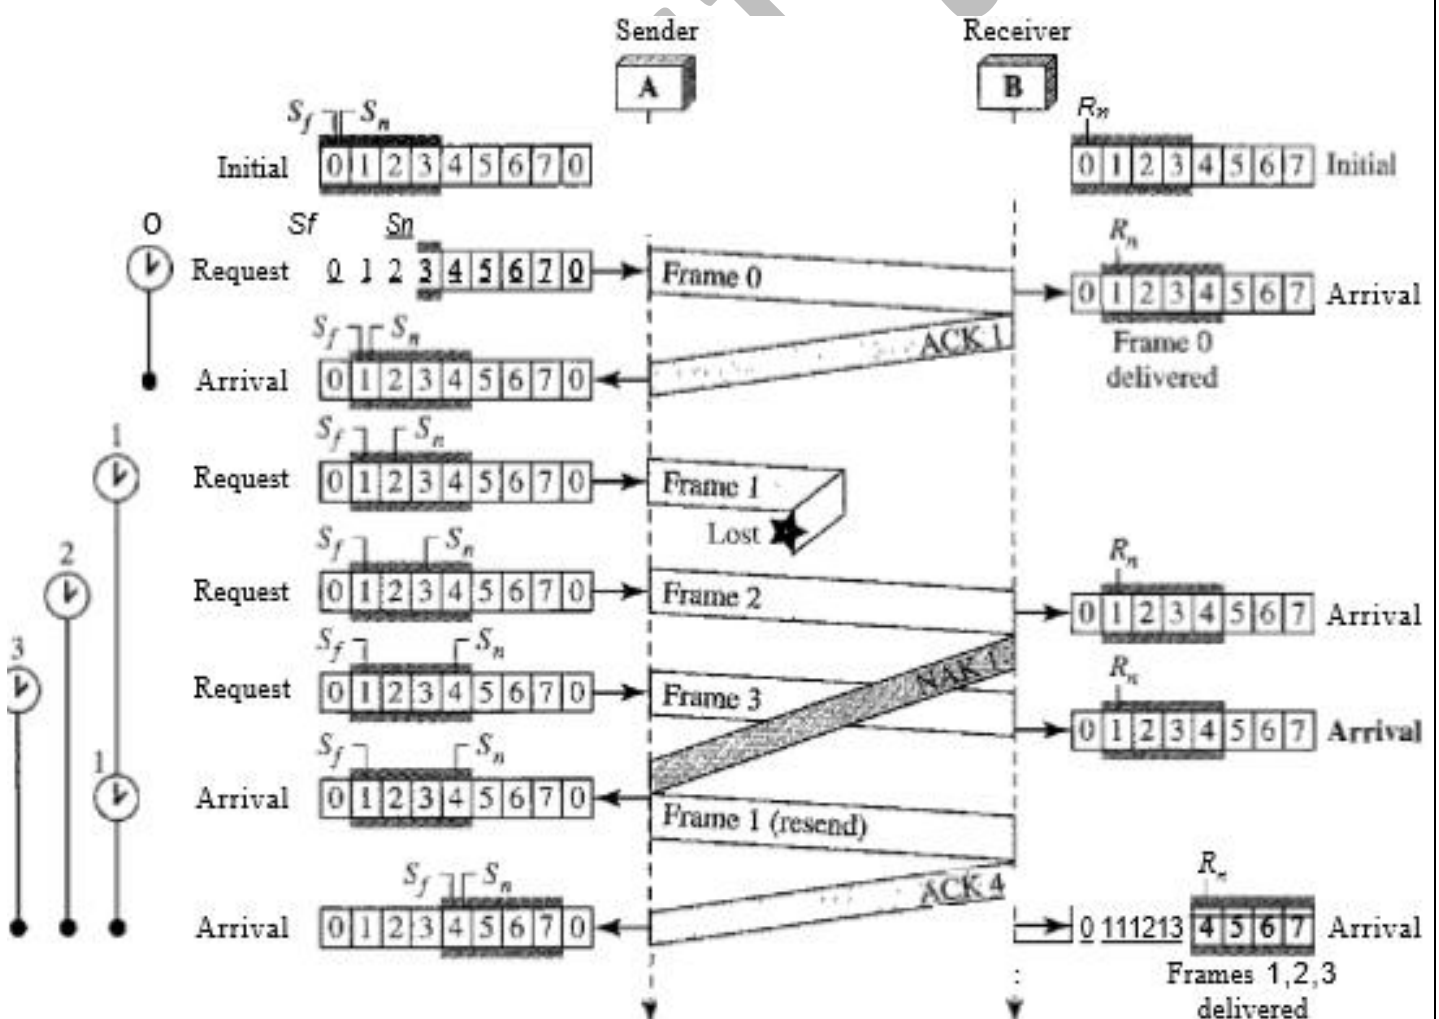 Sender Receiver
A B
Sf Sn Rn
Initial 0 1 2 3 4 5 6 7 0 0 1 2 3 4 5 6 7 Initial
O Sf Sn Rn
Request 0 1 2 3 4 5 6 7 0 Frame 0 0 1 2 3 4 5 6 7 Arrival
Sf Sn ACK 1 Frame 0
Arrival 0 1 2 3 4 5 6 7 0 delivered
1 Sf Sn
Request 0 1 2 3 4 5 6 7 0 Frame 1
Lost
2 Sf Sn Rn
Request 0 1 2 3 4 5 6 7 0 Frame 2 0 1 2 3 4 5 6 7 Arrival
3 Sf Sn NAK 1 Rn
Request 0 1 2 3 4 5 6 7 0 Frame 3 0 1 2 3 4 5 6 7 Arrival
1 Sf Sn
Arrival 0 1 2 3 4 5 6 7 0
Frame 1 (resend)
Sf Sn ACK 4 Rn
Arrival 0 1 2 3 4 5 6 7 0 0 111213 4 5 6 7 Arrival
Frames 1,2,3
delivered